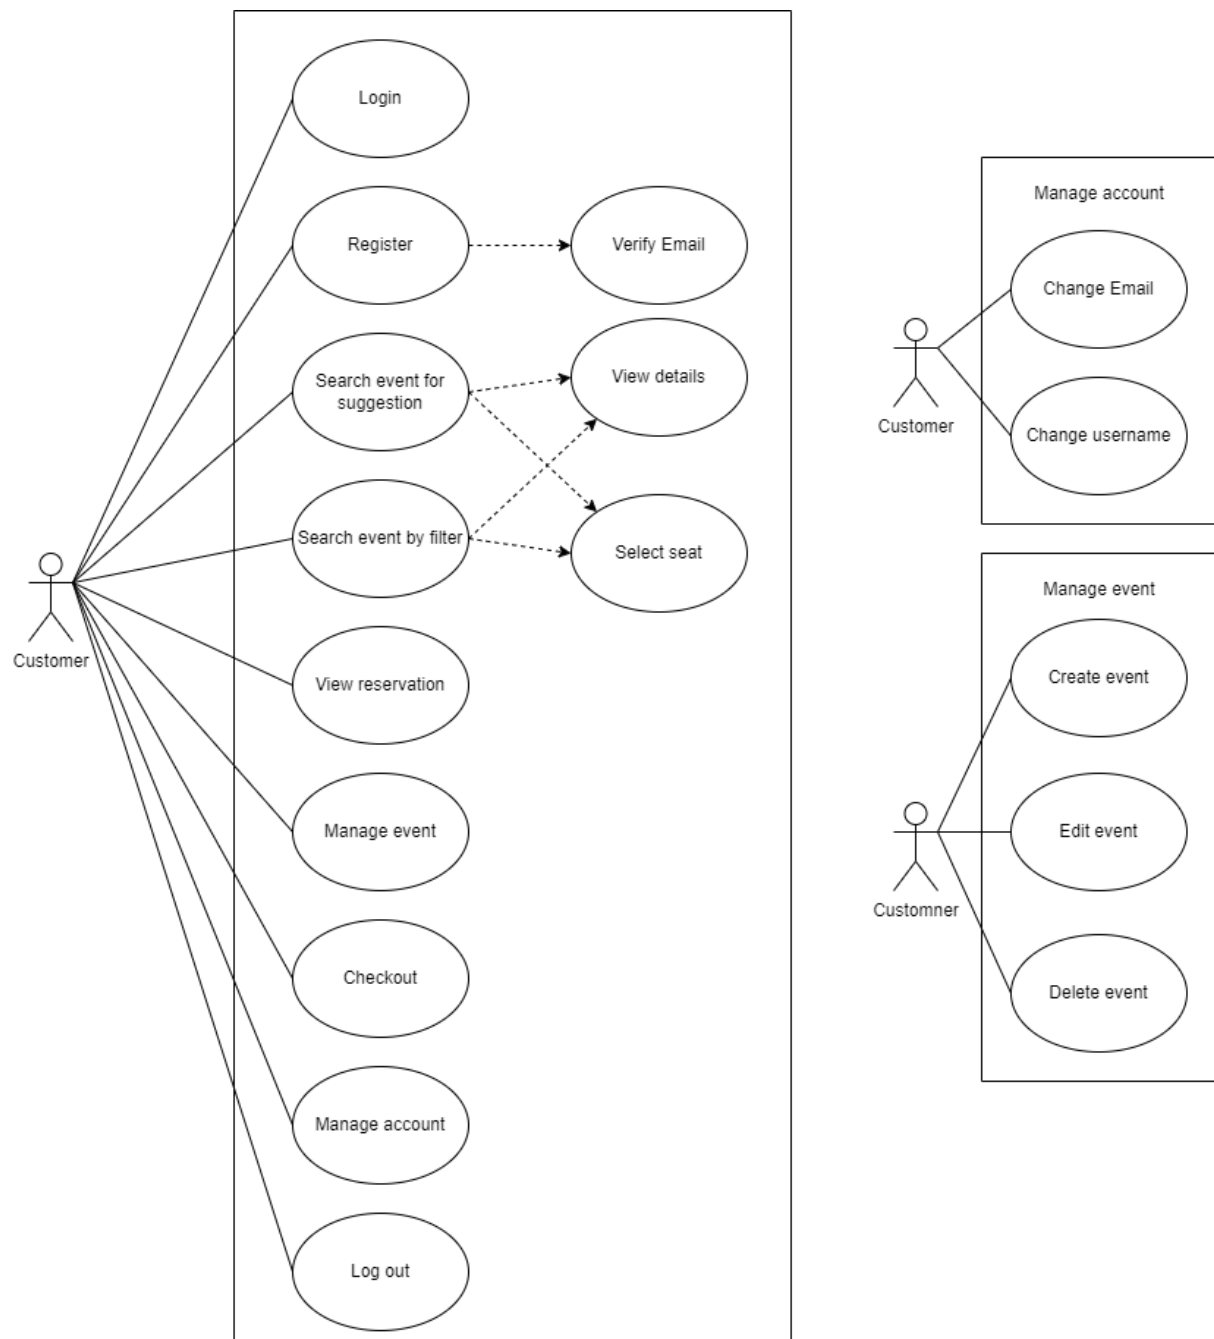 Login
Register
Verify Email
Search event for
suggestion
View details
Search event by filter
Select seat
Customer
View reservation
Manage event
Checkout
Manage account
Log out
Manage account
Change Email
Customer
Change username
Manage event
Create event
Edit event
Customner
Delete event